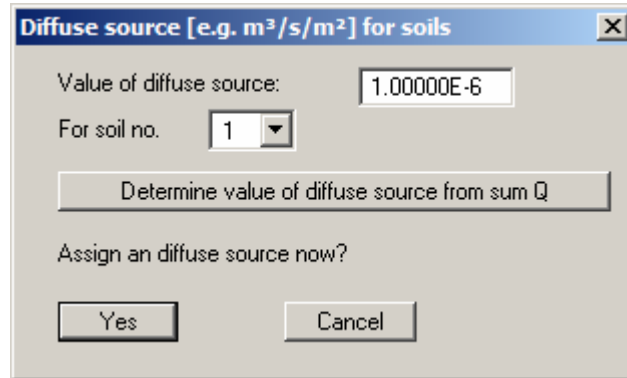 Diffuse source [e.g. m³/s/m²] for soils
Value of diffuse source: 1.00000E-6
For soil no. 1
Determine value of diffuse source from sum Q
Assign an diffuse source now?
Yes Cancel